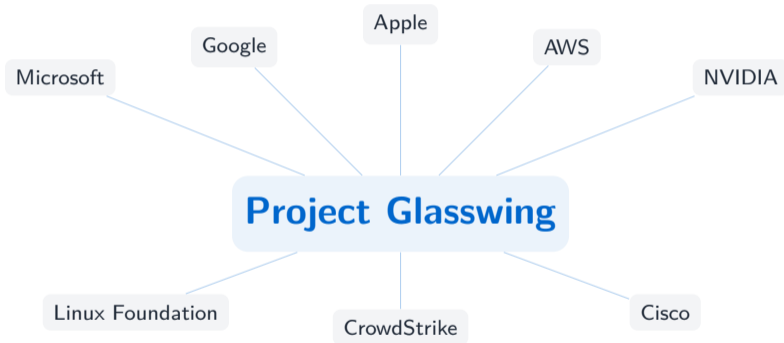 Apple
Google
AWS
Microsoft
NVIDIA
Project Glasswing
Linux Foundation
CrowdStrike
Cisco